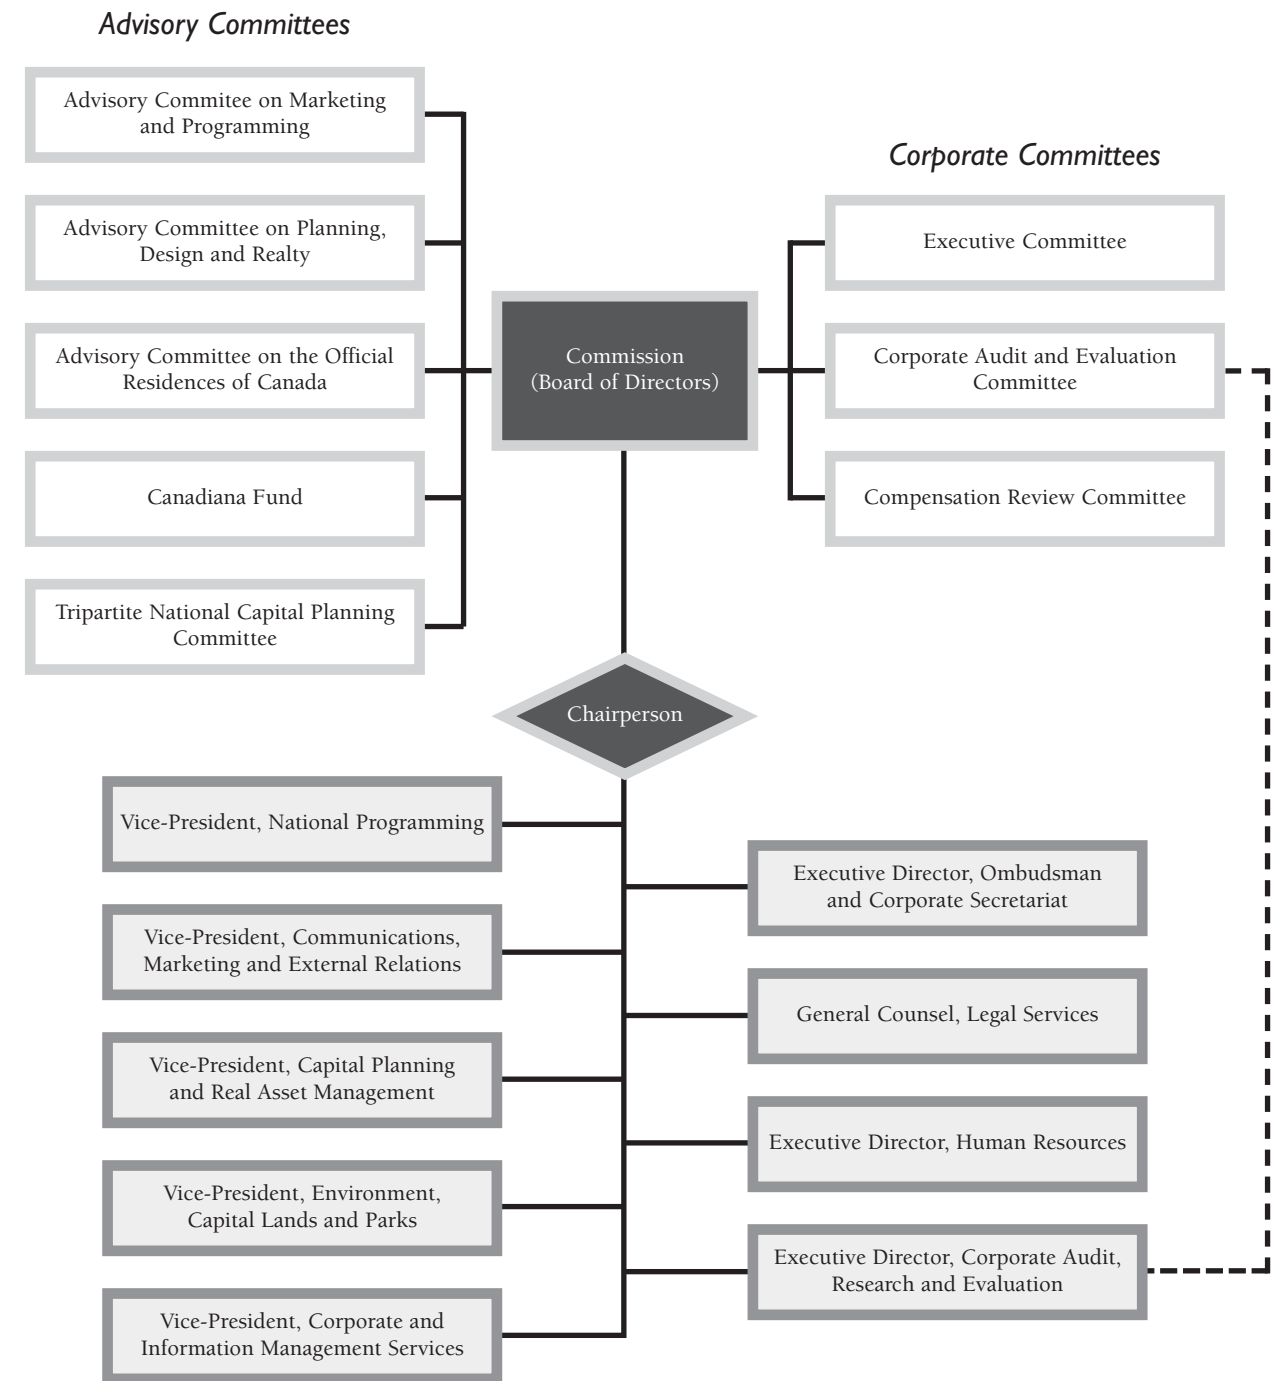 Advisory Committees
Advisory Commitee on Marketing
and Programming
Advisory Committee on Planning,
Design and Realty
Advisory Committee on the Official
Residences of Canada
Canadiana Fund
Tripartite National Capital Planning
Committee
Corporate Committees
Executive Committee
Corporate Audit and Evaluation
Committee
Compensation Review Committee
Commission
(Board of Directors)
Chairperson
Vice-President, National Programming
Vice-President, Communications,
Marketing and External Relations
Vice-President, Capital Planning
and Real Asset Management
Vice-President, Environment,
Capital Lands and Parks
Vice-President, Corporate and
Information Management Services
Executive Director, Ombudsman
and Corporate Secretariat
General Counsel, Legal Services
Executive Director, Human Resources
Executive Director, Corporate Audit,
Research and Evaluation